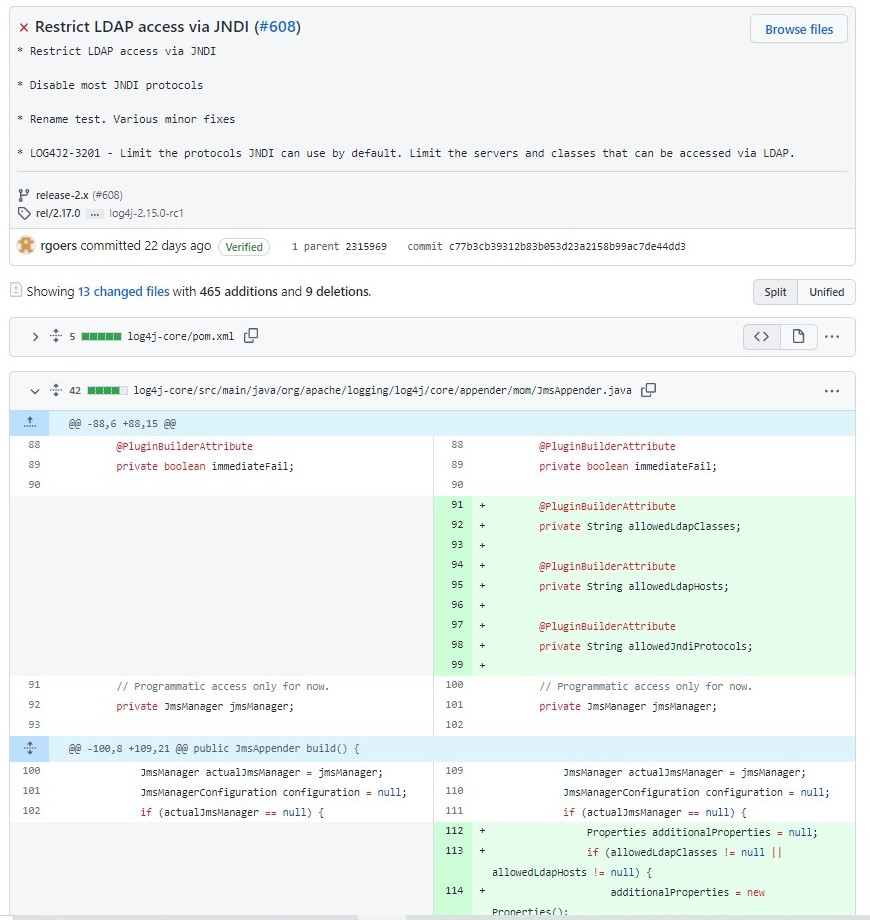 × Restrict LDAP access via JNDI (#608)
Browse files
* Restrict LDAP access via JNDI
* Disable most JNDI protocols
* Rename test. Various minor fixes
* LOG4J2-3201 - Limit the protocols JNDI can use by default. Limit the servers and classes that can be accessed via LDAP.
release-2.x (#608)
rel/2.17.0 ... log4j-2.15.0-rc1
rgoers committed 22 days ago Verified 1 parent 2315969 commit c77b3cb39312b83b053d23a2158b99ac7de44dd3
Showing 13 changed files with 465 additions and 9 deletions.
Split Unified
5 log4j-core/pom.xml
42 log4j-core/src/main/java/org/apache/logging/log4j/core/appender/mom/JmsAppender.java
@@ -88,6 +88,15 @@
88 @PluginBuilderAttribute 88 @PluginBuilderAttribute
89 private boolean immediateFail; 89 private boolean immediateFail;
90 90
91 + @PluginBuilderAttribute
92 + private String allowedLdapClasses;
93 +
94 + @PluginBuilderAttribute
95 + private String allowedLdapHosts;
96 +
97 + @PluginBuilderAttribute
98 + private String allowedJndiProtocols;
99 +
91 // Programmatic access only for now. 100 // Programmatic access only for now.
92 private JmsManager jmsManager; 101 private JmsManager jmsManager;
93 102
@@ -100,8 +109,21 @@ public JmsAppender build() {
100 JmsManager actualJmsManager = jmsManager; 109 JmsManager actualJmsManager = jmsManager;
101 JmsManagerConfiguration configuration = null; 110 JmsManagerConfiguration configuration = null;
102 if (actualJmsManager == null) { 111 if (actualJmsManager == null) {
112 + Properties additionalProperties = null;
113 + if (allowedLdapClasses != null ||
allowedLdapHosts != null) {
114 + additionalProperties = new
Properties();